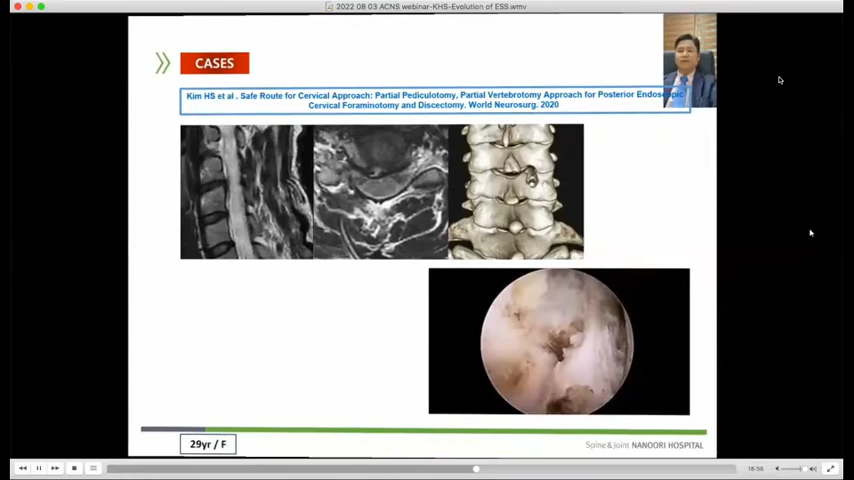 2022 08 03 ACNS webinar-KHS-Evolution of ESS.wmv
CASES
Kim HS et al , Safe Route for Cervical Approach: Partial Pediculotomy, Partial Vertebrotomy Approach for Posterior Endoscopic
Cervical Foraminotomy and Discectomy. World Neurosurg. 2020
29yr / F
Spine & Joint NANOORI HOSPITAL
18:56